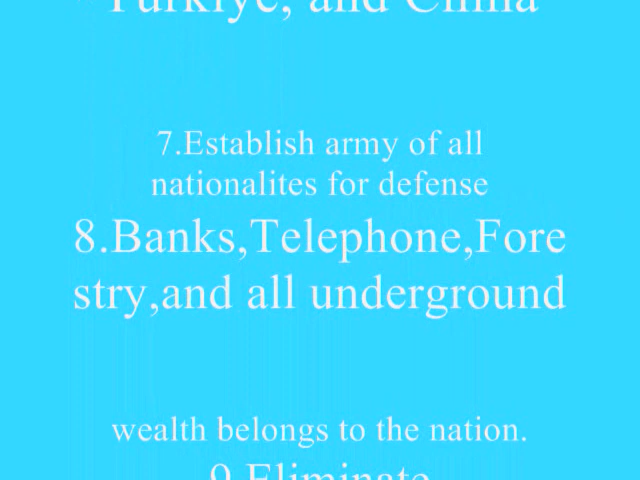 Türkiye, and China
7.Establish army of all
nationalites for defense
8.Banks,Telephone,Fore
stry,and all underground
wealth belongs to the nation.
9.Eliminate